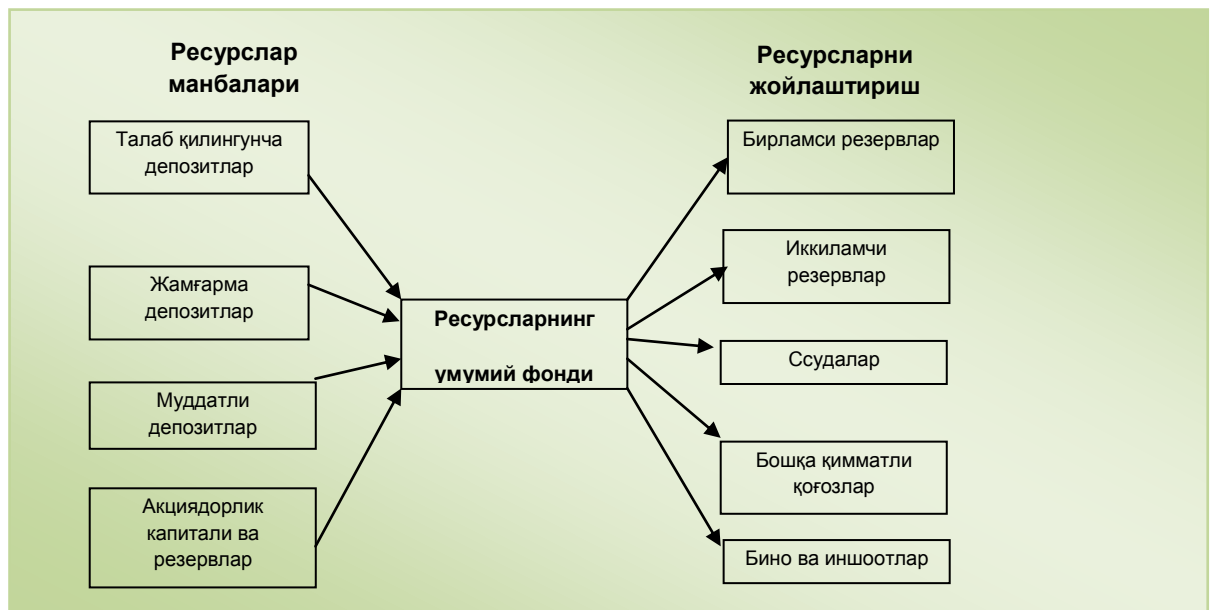 Ресурслар
манбалари
Талаб қилингунча
депозитлар
Жамғарма
депозитлар
Муддатли
депозитлар
Акциядорлик
капитали ва
резервлар
Ресурсларнинг
умумий фонди
Ресурсларни
жойлаштириш
Бирламси резервлар
Иккиламчи
резервлар
Ссудалар
Бошқа қимматли
қоғозлар
Бино ва иншоотлар